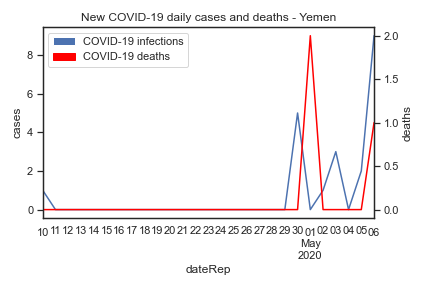 New COVID-19 daily cases and deaths - Yemen
COVID-19 infections
COVID-19 deaths
8
6
4
2
0
cases
2.0
1.5
1.0
0.5
0.0
deaths
10 11 12 13 14 15 16 17 18 19 20 21 22 23 24 25 26 27 28 29 30 01 02 03 04 05 06
May
2020
dateRep